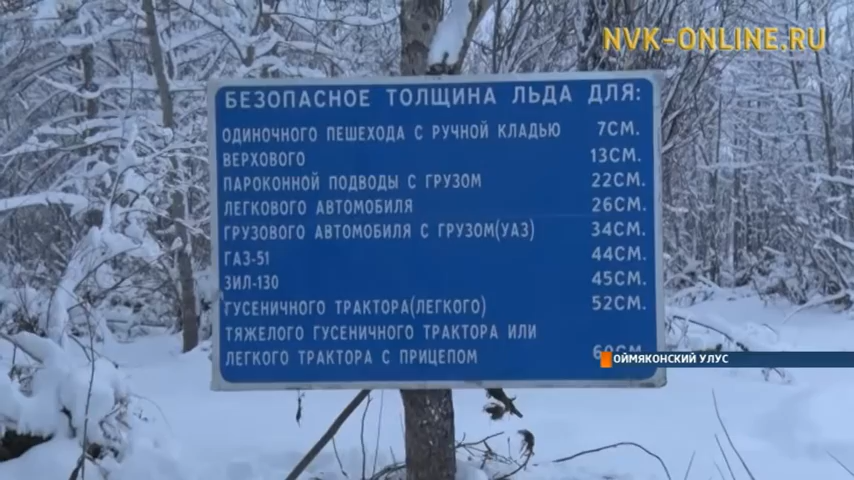 NVK-ONLINE.RU
БЕЗОПАСНОЕ ТОЛЩИНА ЛЬДА ДЛЯ:
ОДИНОЧНОГО ПЕШЕХОДА С РУЧНОЙ КЛАДЬЮ 7СМ.
ВЕРХОВОГО 13СМ.
ПАРОКОННОЙ ПОДВОДЫ С ГРУЗОМ 22СМ.
ЛЕГКОВОГО АВТОМОБИЛЯ 26СМ.
ГРУЗОВОГО АВТОМОБИЛЯ С ГРУЗОМ(УАЗ) 34СМ.
ГАЗ-51 44СМ.
ЗИЛ-130 45СМ.
ГУСЕНИЧНОГО ТРАКТОРА(ЛЕГКОГО) 52СМ.
ТЯЖЕЛОГО ГУСЕНИЧНОГО ТРАКТОРА ИЛИ
ЛЕГКОГО ТРАКТОРА С ПРИЦЕПОМ
ОЙМЯКОНСКИЙ УЛУС